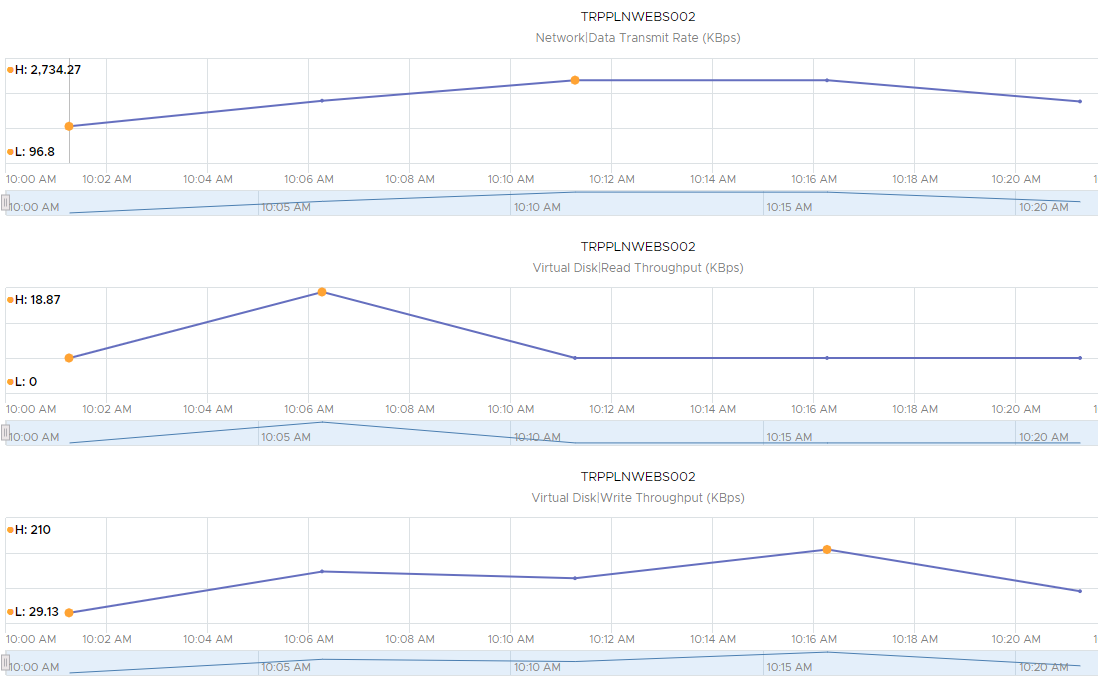 TRPPLNWEBS002
Network|Data Transmit Rate (KBps)
H: 2,734.27
L: 96.8
10:00 AM 10:02 AM 10:04 AM 10:06 AM 10:08 AM 10:10 AM 10:12 AM 10:14 AM 10:16 AM 10:18 AM 10:20 AM 1
10:00 AM 10:05 AM 10:10 AM 10:15 AM 10:20 AM
TRPPLNWEBS002
Virtual Disk|Read Throughput (KBps)
H: 18.87
L: 0
10:00 AM 10:02 AM 10:04 AM 10:06 AM 10:08 AM 10:10 AM 10:12 AM 10:14 AM 10:16 AM 10:18 AM 10:20 AM 1
10:00 AM 10:05 AM 10:10 AM 10:15 AM 10:20 AM
TRPPLNWEBS002
Virtual Disk|Write Throughput (KBps)
H: 210
L: 29.13
10:00 AM 10:02 AM 10:04 AM 10:06 AM 10:08 AM 10:10 AM 10:12 AM 10:14 AM 10:16 AM 10:18 AM 10:20 AM 1
10:00 AM 10:05 AM 10:10 AM 10:15 AM 10:20 AM